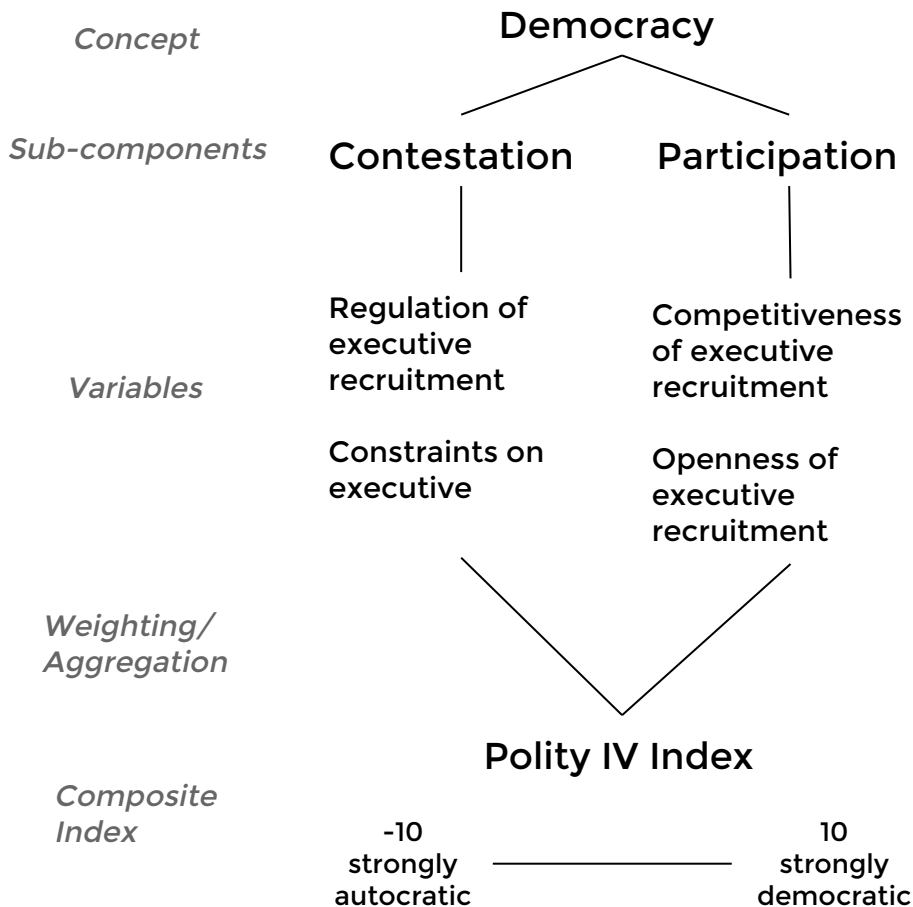 Concept
Democracy
Sub-components
Contestation
Participation
Variables
Regulation of
executive
recruitment
Constraints on
executive
Competitiveness
of executive
recruitment
Openness of
executive
recruitment
Weighting/
Aggregation
Polity IV Index
Composite
Index
-10
strongly
autocratic
10
strongly
democratic